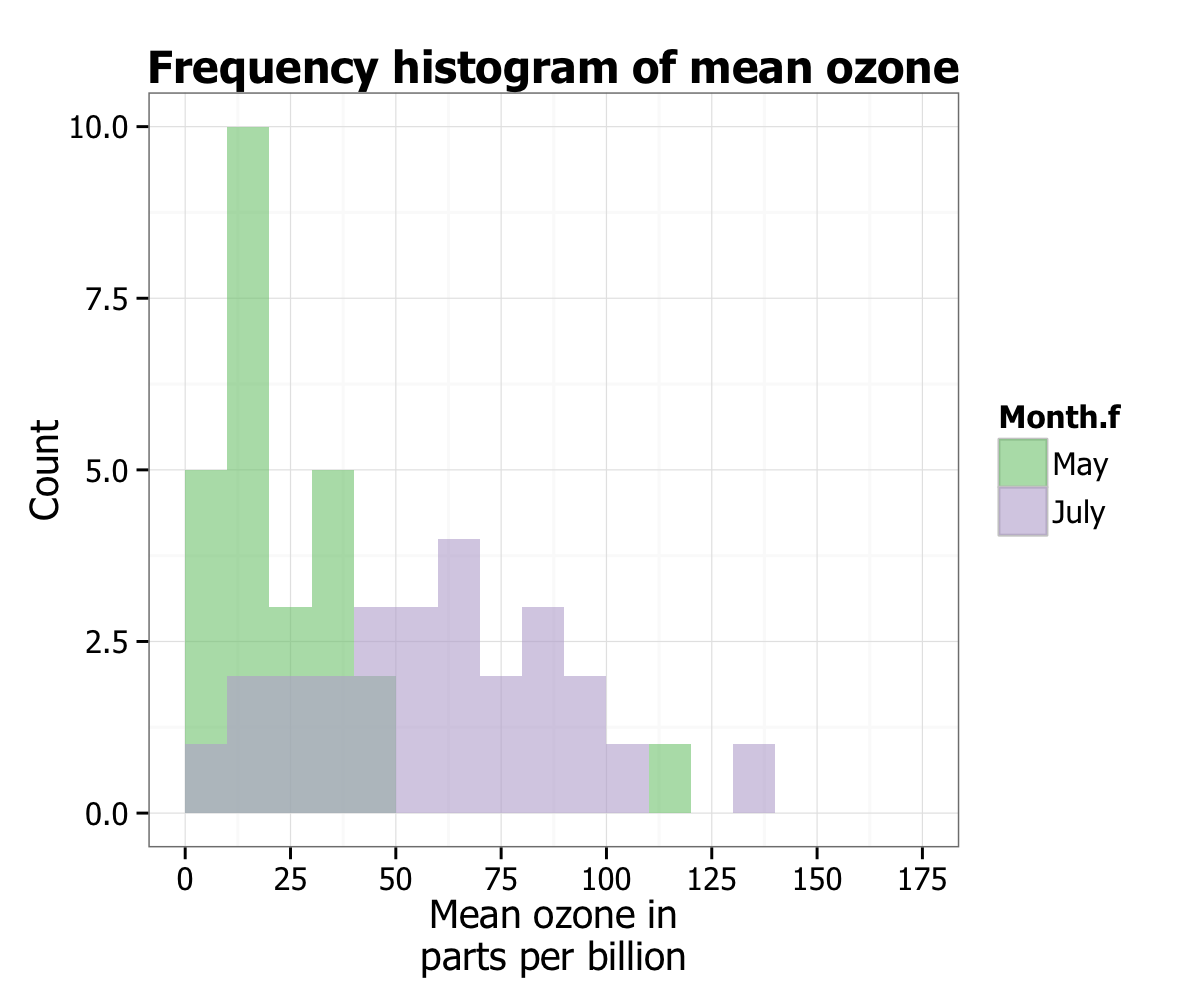 Frequency histogram of mean ozone
10.0
7.5
5.0
2.5
0.0
Count
0 25 50 75 100 125 150 175
Mean ozone in
parts per billion
Month.f
May
July